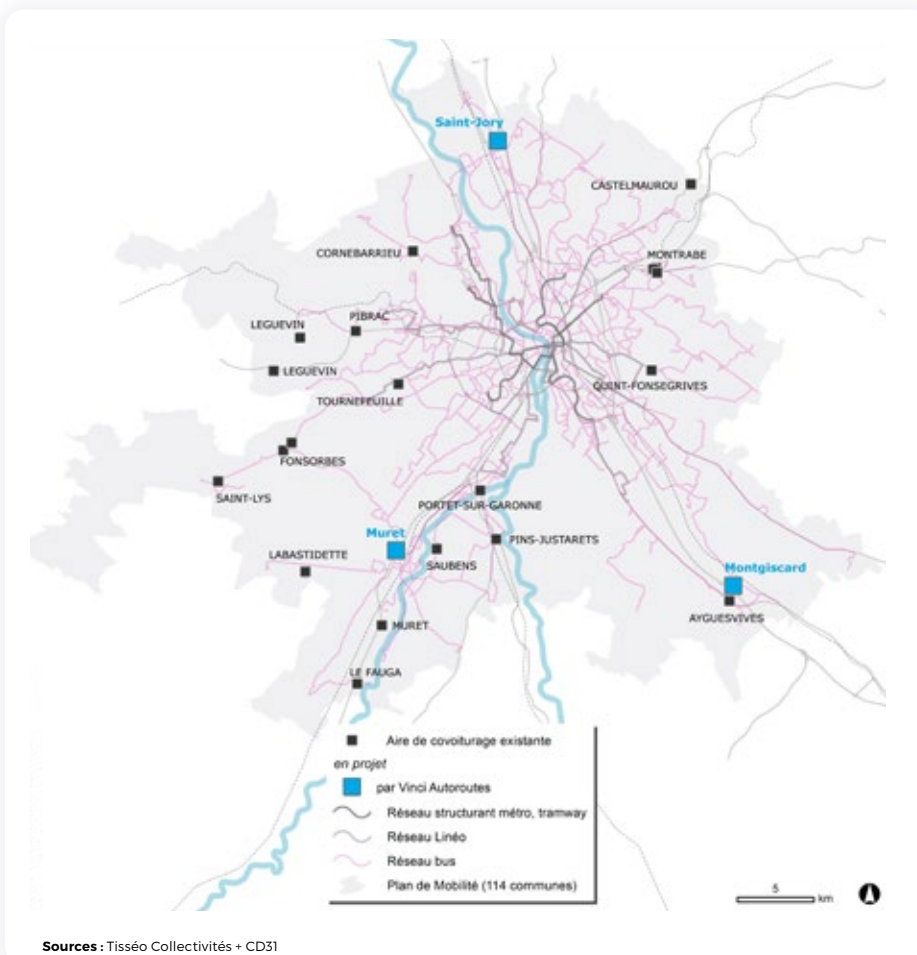 Saint-Jory
CASTELMAUROU
CORNEBARRIEU
MONTRABE
PIBRAC
LEGUEVIN
LEGUEVIN
QUINT-FONSEGRIVES
TOURNEFEUILLE
FONSORBES
SAINT-LYS
PORTET-SUR-GARONNE
Muret
PINS-JUSTARETS
LABASTIDETTE
SAUBENS
Montgiscard
AYGUESVIVES
MURET
LE FAUGA
Aire de covoiturage existante
en projet
par Vinci Autoroutes
Réseau structurant métro, tramway
Réseau Linéo
Réseau bus
Plan de Mobilité (114 communes)
5
km
Sources : Tisséo Collectivités + CD31